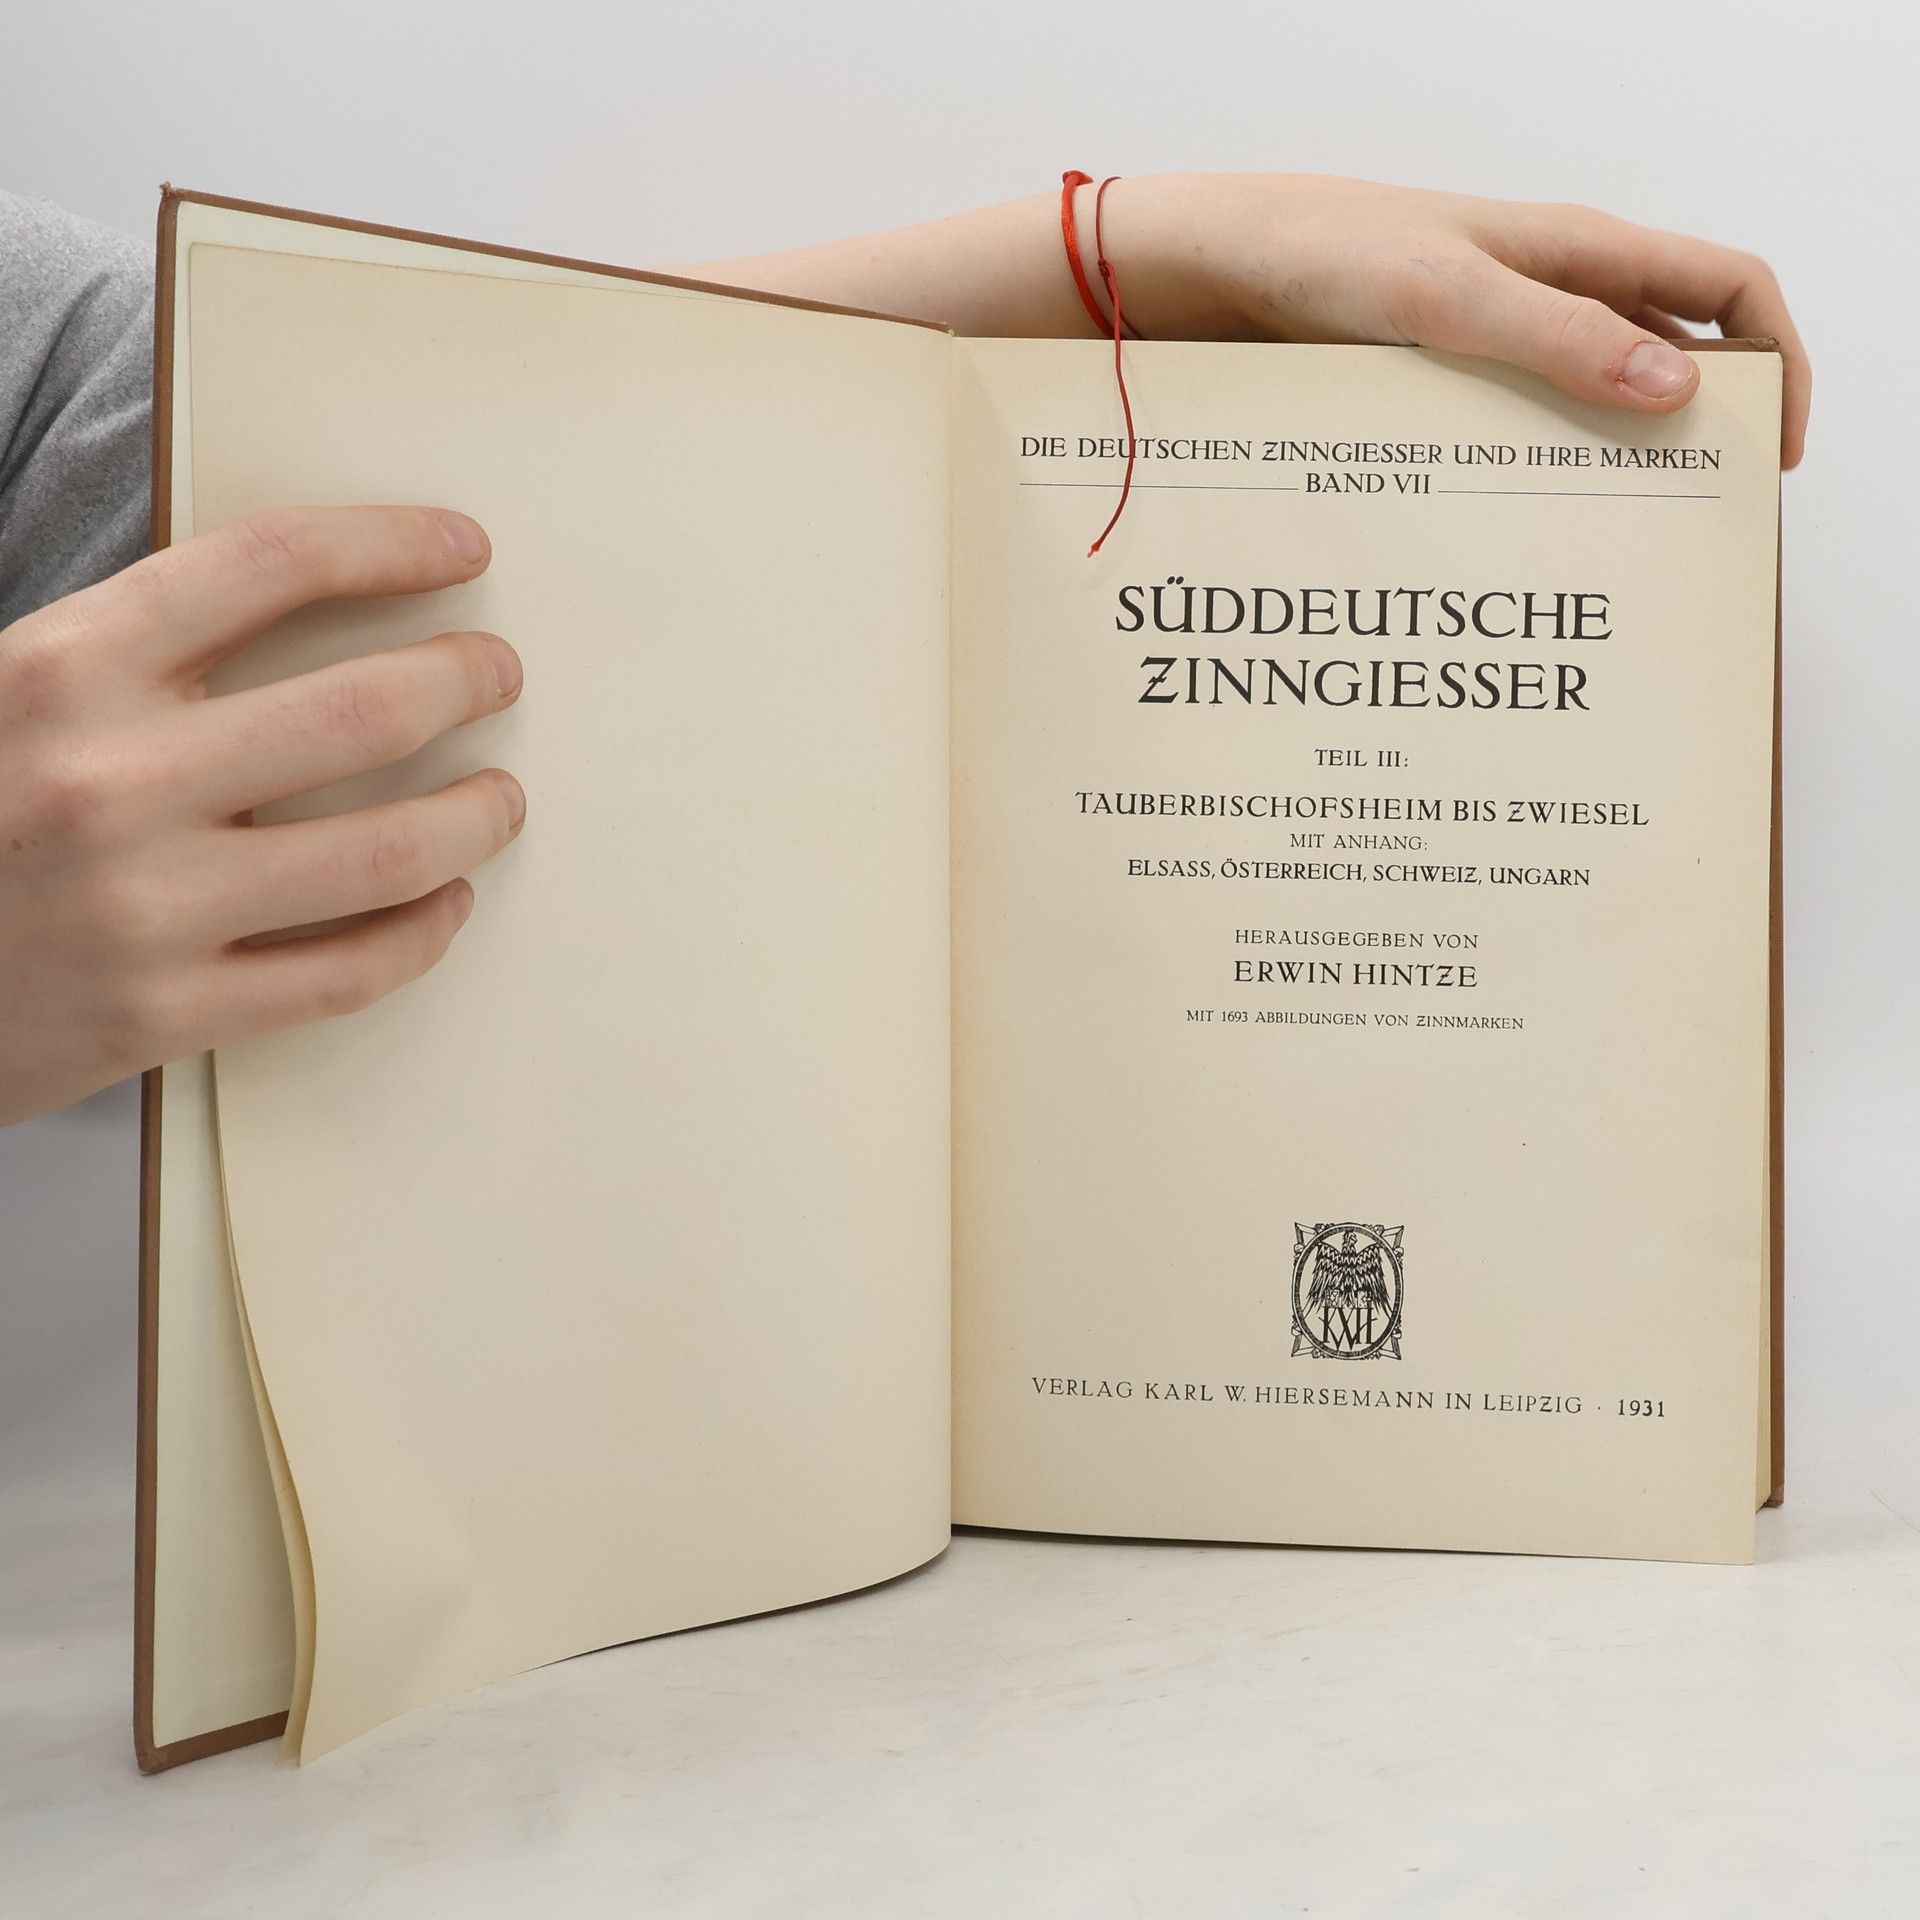 DIE DEUTSCHEN ZINNGIESSER UND IHRE MARKEN
BAND VII
SÜDDEUTSCHE
ZINNGIESSER
TEIL III:
TAUBERBISCHOFSHEIM BIS ZWIESEL
MIT ANHANG:
ELSASS, ÖSTERREICH, SCHWEIZ, UNGARN
HERAUSGEGEBEN VON
ERWIN HINTZE
MIT 1693 ABBILDUNGEN VON ZINNMARKEN
KWH
VERLAG KARL W. HIERSEMANN IN LEIPZIG · 1931